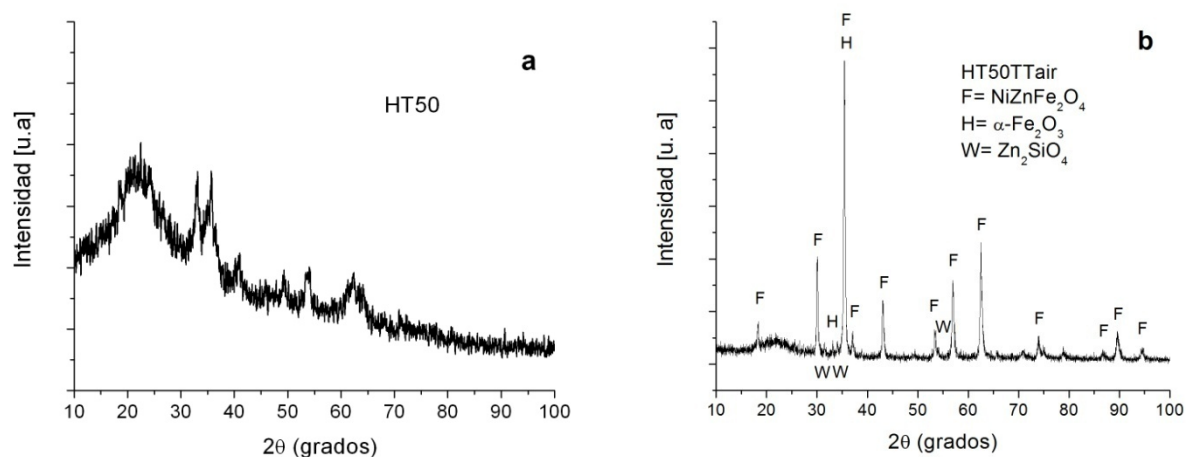 a
HT50
Intensidad [u.a]
10 20 30 40 50 60 70 80 90 100
2θ (grados)
b
F
H
HT50TTair
F= NiZnFe₂O₄
H= α-Fe₂O₃
W= Zn₂SiO₄
Intensidad [u. a]
F
F
F
F
H
F
F
W
F
F
F
F
W W
10 20 30 40 50 60 70 80 90 100
2θ (grados)